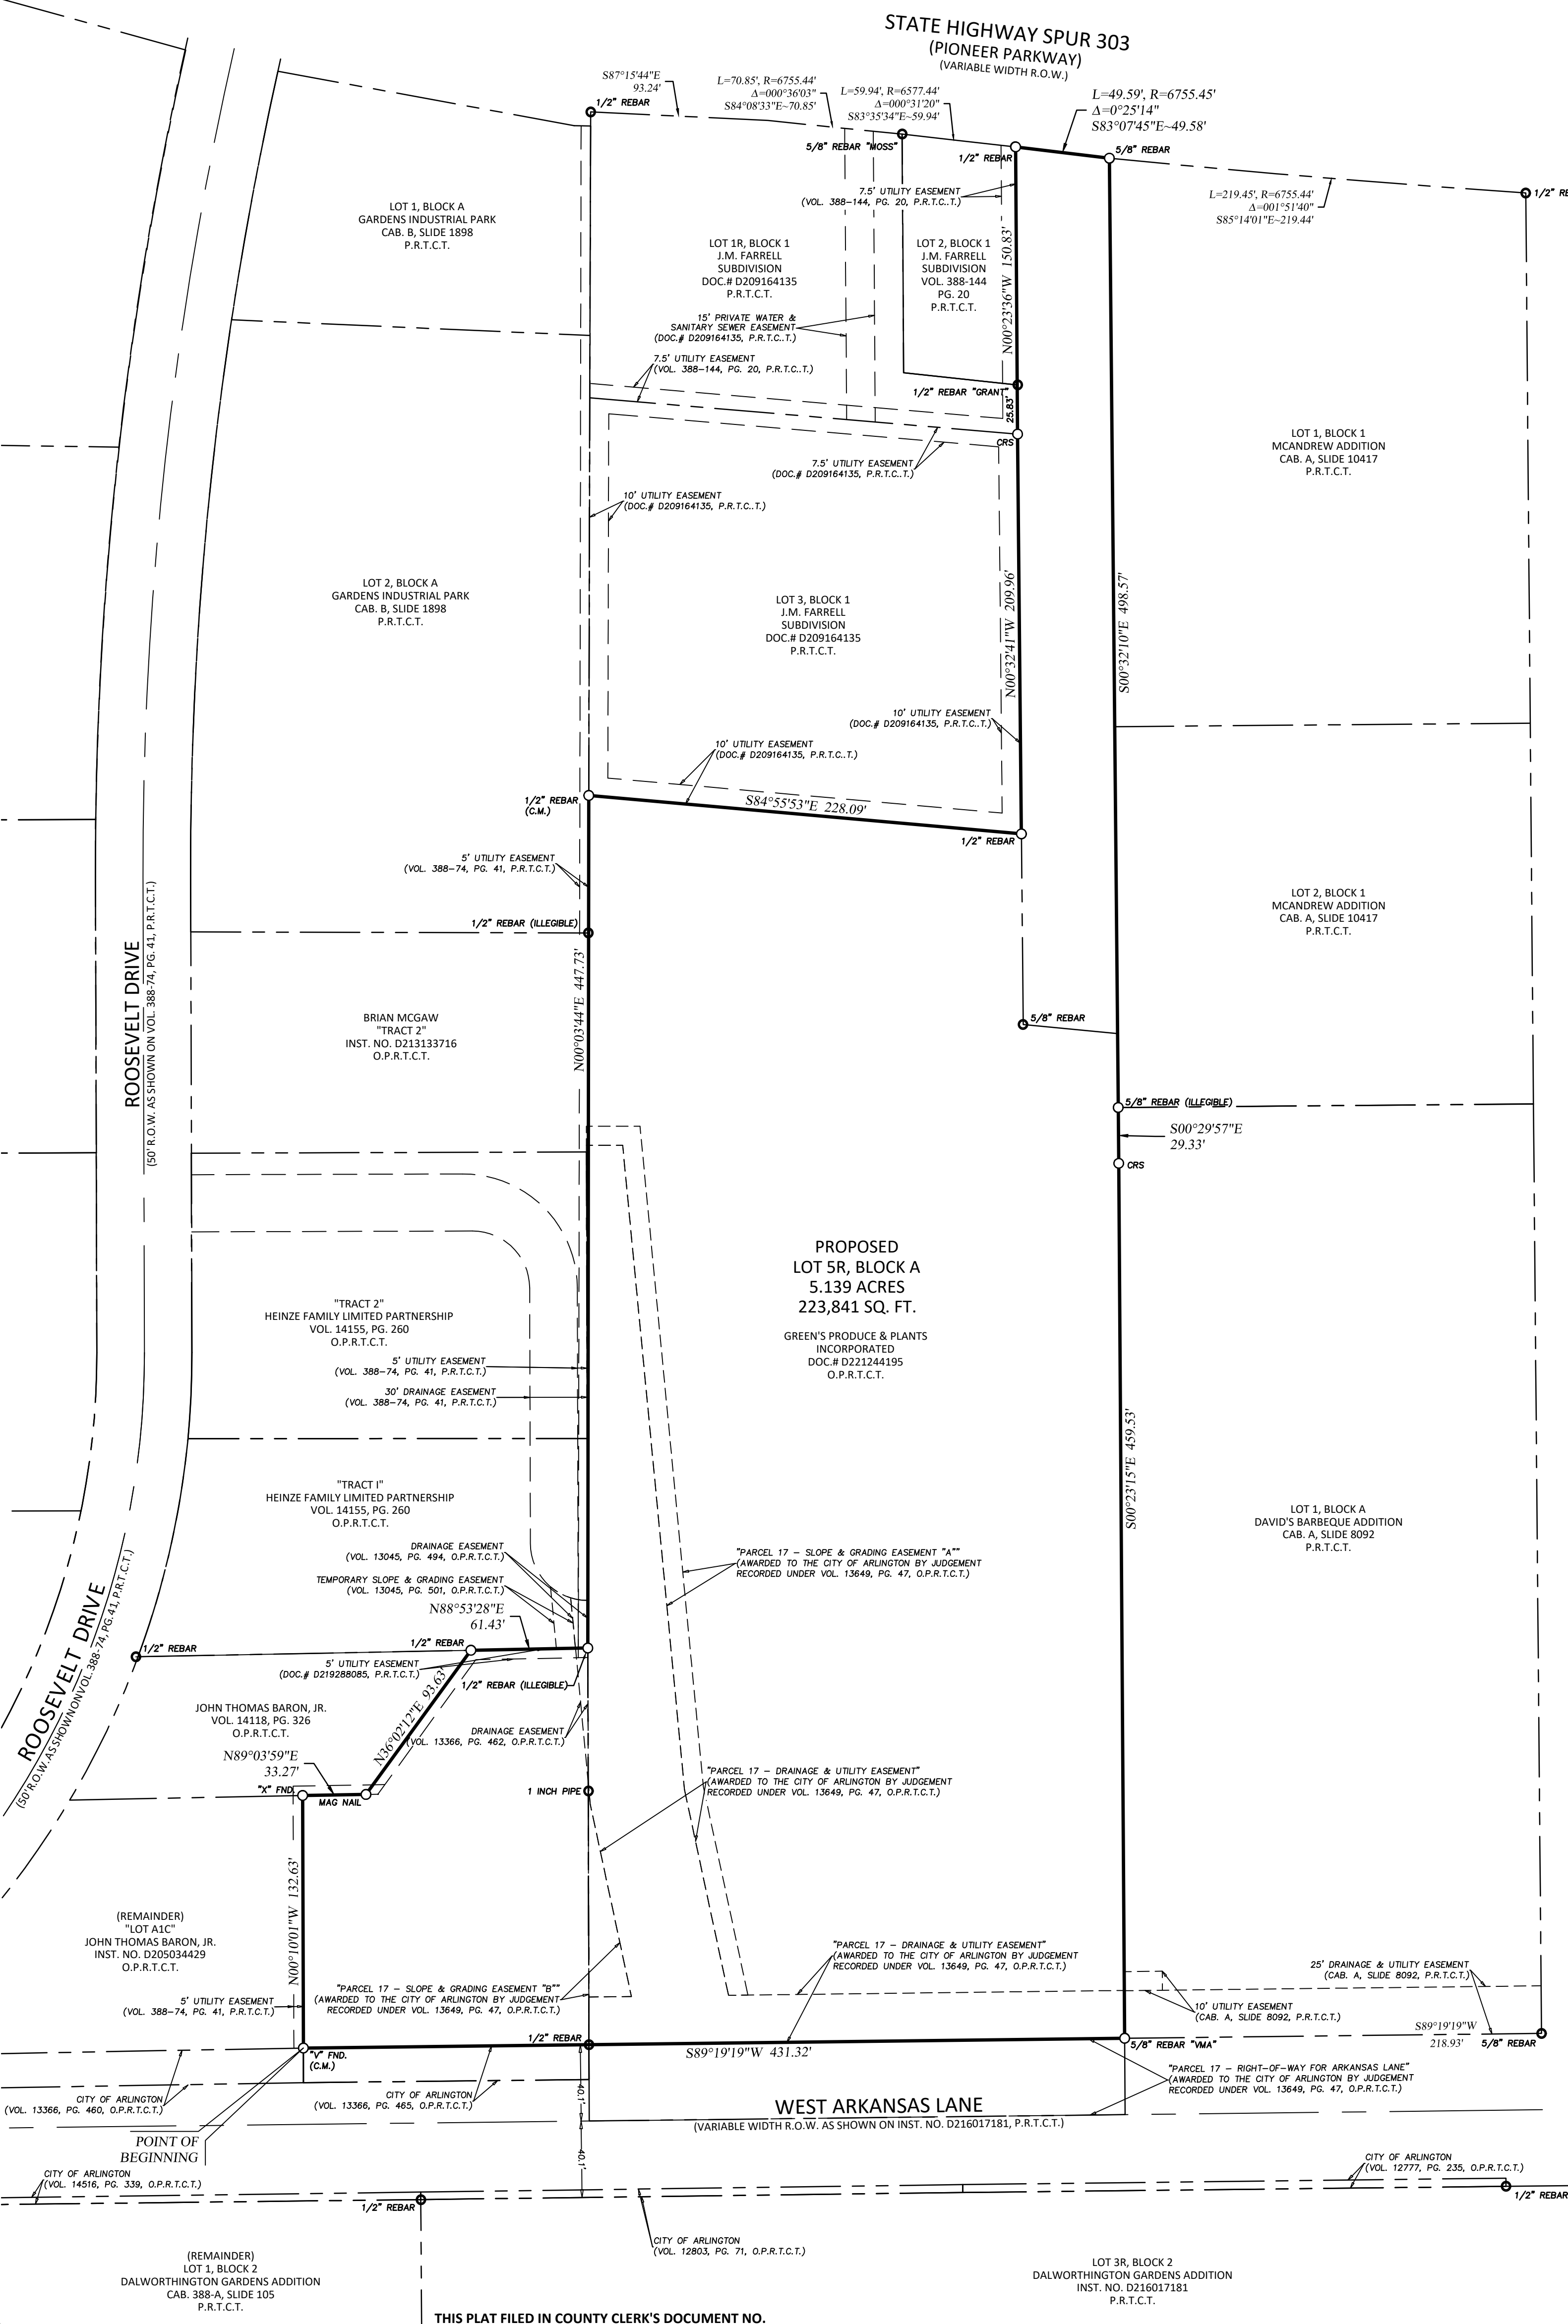 STATE HIGHWAY SPUR 303
(PIONEER PARKWAY)
(VARIABLE WIDTH R.O.W.)
S87°15'44"E
93.24'
1/2" REBAR
L=70.85', R=6755.44'
Δ=000°36'03"
S84°08'33"E~70.85'
L=59.94', R=6577.44'
Δ=000°31'20"
S83°35'34"E~59.94'
L=49.59', R=6755.45'
Δ=0°25'14"
S83°07'45"E~49.58'
5/8" REBAR "MOSS"
1/2" REBAR
5/8" REBAR
L=219.45', R=6755.44'
Δ=001°51'40"
S85°14'01"E~219.44'
1/2" RE
7.5' UTILITY EASEMENT
(VOL. 388-144, PG. 20, P.R.T.C..T.)
LOT 1, BLOCK A
GARDENS INDUSTRIAL PARK
CAB. B, SLIDE 1898
P.R.T.C.T.
LOT 1R, BLOCK 1
J.M. FARRELL
SUBDIVISION
DOC.# D209164135
P.R.T.C.T.
LOT 2, BLOCK 1
J.M. FARRELL
SUBDIVISION
VOL. 388-144
PG. 20
P.R.T.C.T.
N00°23'36"W 150.83'
15' PRIVATE WATER &
SANITARY SEWER EASEMENT
(DOC.# D209164135, P.R.T.C..T.)
7.5' UTILITY EASEMENT
(VOL. 388-144, PG. 20, P.R.T.C..T.)
1/2" REBAR "GRANT"
25.83'
CRS
7.5' UTILITY EASEMENT
(DOC.# D209164135, P.R.T.C..T.)
LOT 1, BLOCK 1
MCANDREW ADDITION
CAB. A, SLIDE 10417
P.R.T.C.T.
10' UTILITY EASEMENT
(DOC.# D209164135, P.R.T.C..T.)
LOT 2, BLOCK A
GARDENS INDUSTRIAL PARK
CAB. B, SLIDE 1898
P.R.T.C.T.
LOT 3, BLOCK 1
J.M. FARRELL
SUBDIVISION
DOC.# D209164135
P.R.T.C.T.
N00°32'41"W 209.96'
S00°32'10"E 498.57'
10' UTILITY EASEMENT
(DOC.# D209164135, P.R.T.C..T.)
10' UTILITY EASEMENT
(DOC.# D209164135, P.R.T.C..T.)
1/2" REBAR
(C.M.)
S84°55'53"E 228.09'
1/2" REBAR
5' UTILITY EASEMENT
(VOL. 388-74, PG. 41, P.R.T.C.T.)
1/2" REBAR (ILLEGIBLE)
LOT 2, BLOCK 1
MCANDREW ADDITION
CAB. A, SLIDE 10417
P.R.T.C.T.
ROOSEVELT DRIVE
(50' R.O.W. AS SHOWN ON VOL. 388-74, PG. 41, P.R.T.C.T.)
N00°03'44"E 447.73'
BRIAN MCGAW
"TRACT 2"
INST. NO. D213133716
O.P.R.T.C.T.
5/8" REBAR
5/8" REBAR (ILLEGIBLE)
S00°29'57"E
29.33'
CRS
PROPOSED
LOT 5R, BLOCK A
5.139 ACRES
223,841 SQ. FT.
GREEN'S PRODUCE & PLANTS
INCORPORATED
DOC.# D221244195
O.P.R.T.C.T.
"TRACT 2"
HEINZE FAMILY LIMITED PARTNERSHIP
VOL. 14155, PG. 260
O.P.R.T.C.T.
5' UTILITY EASEMENT
(VOL. 388-74, PG. 41, P.R.T.C.T.)
30' DRAINAGE EASEMENT
(VOL. 388-74, PG. 41, P.R.T.C.T.)
S00°23'15"E 459.53'
"TRACT I"
HEINZE FAMILY LIMITED PARTNERSHIP
VOL. 14155, PG. 260
O.P.R.T.C.T.
LOT 1, BLOCK A
DAVID'S BARBEQUE ADDITION
CAB. A, SLIDE 8092
P.R.T.C.T.
DRAINAGE EASEMENT
(VOL. 13045, PG. 494, O.P.R.T.C.T.)
TEMPORARY SLOPE & GRADING EASEMENT
(VOL. 13045, PG. 501, O.P.R.T.C.T.)
"PARCEL 17 - SLOPE & GRADING EASEMENT "A""
(AWARDED TO THE CITY OF ARLINGTON BY JUDGEMENT
RECORDED UNDER VOL. 13649, PG. 47, O.P.R.T.C.T.)
N88°53'28"E
61.43'
1/2" REBAR
1/2" REBAR
5' UTILITY EASEMENT
(DOC.# D219288085, P.R.T.C.T.)
1/2" REBAR (ILLEGIBLE)
ROOSEVELT DRIVE
(50' R.O.W. AS SHOWN ON VOL. 388-74, PG. 41, P.R.T.C.T.)
JOHN THOMAS BARON, JR.
VOL. 14118, PG. 326
O.P.R.T.C.T.
N36°02'12"E 93.63'
DRAINAGE EASEMENT
(VOL. 13366, PG. 462, O.P.R.T.C.T.)
N89°03'59"E
33.27'
"X" FND.
MAG NAIL
1 INCH PIPE
"PARCEL 17 - DRAINAGE & UTILITY EASEMENT"
(AWARDED TO THE CITY OF ARLINGTON BY JUDGEMENT
RECORDED UNDER VOL. 13649, PG. 47, O.P.R.T.C.T.)
N00°10'01"W 132.63'
(REMAINDER)
"LOT A1C"
JOHN THOMAS BARON, JR.
INST. NO. D205034429
O.P.R.T.C.T.
"PARCEL 17 - DRAINAGE & UTILITY EASEMENT"
(AWARDED TO THE CITY OF ARLINGTON BY JUDGEMENT
RECORDED UNDER VOL. 13649, PG. 47, O.P.R.T.C.T.)
25' DRAINAGE & UTILITY EASEMENT
(CAB. A, SLIDE 8092, P.R.T.C.T.)
"PARCEL 17 - SLOPE & GRADING EASEMENT "B""
(AWARDED TO THE CITY OF ARLINGTON BY JUDGEMENT
RECORDED UNDER VOL. 13649, PG. 47, O.P.R.T.C.T.)
5' UTILITY EASEMENT
(VOL. 388-74, PG. 41, P.R.T.C.T.)
10' UTILITY EASEMENT
(CAB. A, SLIDE 8092, P.R.T.C.T.)
S89°19'19"W
218.93'
5/8" REBAR
1/2" REBAR
S89°19'19"W 431.32'
5/8" REBAR "VMA"
"V" FND.
(C.M.)
"PARCEL 17 - RIGHT-OF-WAY FOR ARKANSAS LANE"
(AWARDED TO THE CITY OF ARLINGTON BY JUDGEMENT
RECORDED UNDER VOL. 13649, PG. 47, O.P.R.T.C.T.)
CITY OF ARLINGTON
(VOL. 13366, PG. 460, O.P.R.T.C.T.)
CITY OF ARLINGTON
(VOL. 13366, PG. 465, O.P.R.T.C.T.)
40.1'
WEST ARKANSAS LANE
(VARIABLE WIDTH R.O.W. AS SHOWN ON INST. NO. D216017181, P.R.T.C.T.)
POINT OF
BEGINNING
40.1'
CITY OF ARLINGTON
(VOL. 14516, PG. 339, O.P.R.T.C.T.)
CITY OF ARLINGTON
(VOL. 12777, PG. 235, O.P.R.T.C.T.)
1/2" REBAR
1/2" REBAR
CITY OF ARLINGTON
(VOL. 12803, PG. 71, O.P.R.T.C.T.)
(REMAINDER)
LOT 1, BLOCK 2
DALWORTHINGTON GARDENS ADDITION
CAB. 388-A, SLIDE 105
P.R.T.C.T.
LOT 3R, BLOCK 2
DALWORTHINGTON GARDENS ADDITION
INST. NO. D216017181
P.R.T.C.T.
THIS PLAT FILED IN COUNTY CLERK'S DOCUMENT NO.